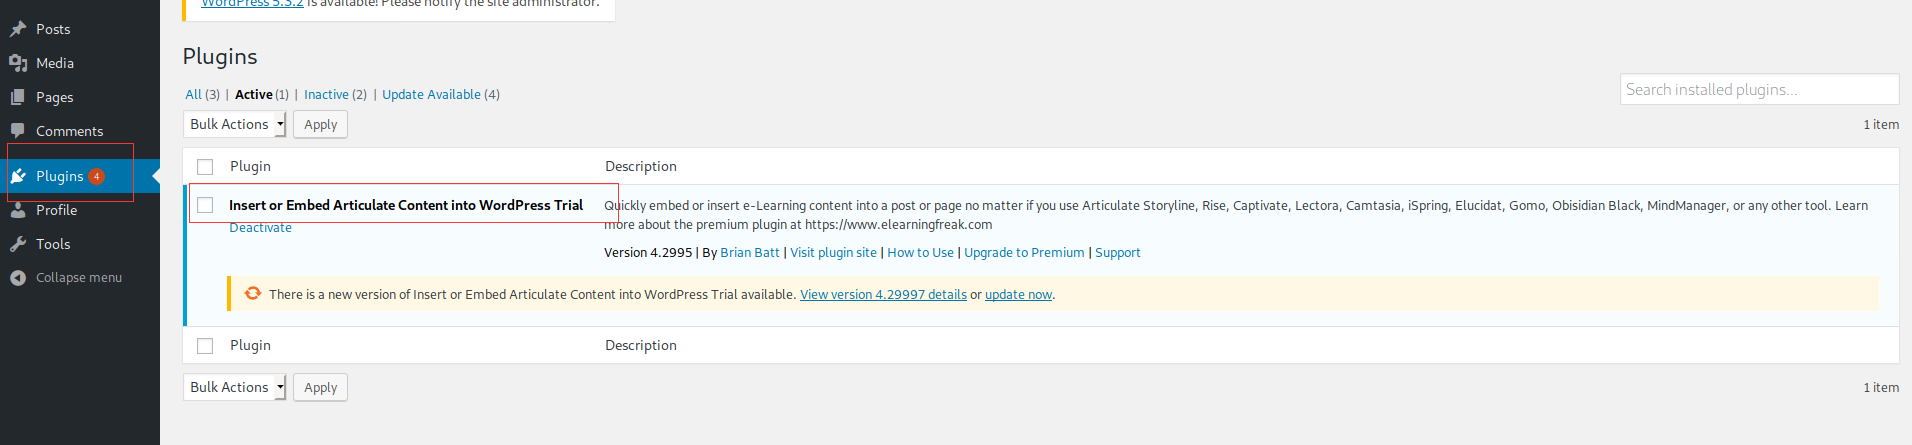 WordPress 5.3.2 is available! Please notify the site administrator.
Posts
Media
Pages
Comments
Plugins 4
Profile
Tools
Collapse menu
Plugins
All (3) | Active (1) | Inactive (2) | Update Available (4)
Search installed plugins...
Bulk Actions Apply
1 item
Plugin Description
Insert or Embed Articulate Content into WordPress Trial
Deactivate
Quickly embed or insert e-Learning content into a post or page no matter if you use Articulate Storyline, Rise, Captivate, Lectora, Camtasia, iSpring, Elucidat, Gomo, Obisidian Black, MindManager, or any other tool. Learn
more about the premium plugin at https://www.elearningfreak.com
Version 4.2995 | By Brian Batt | Visit plugin site | How to Use | Upgrade to Premium | Support
There is a new version of Insert or Embed Articulate Content into WordPress Trial available. View version 4.29997 details or update now.
Plugin Description
Bulk Actions Apply
1 item